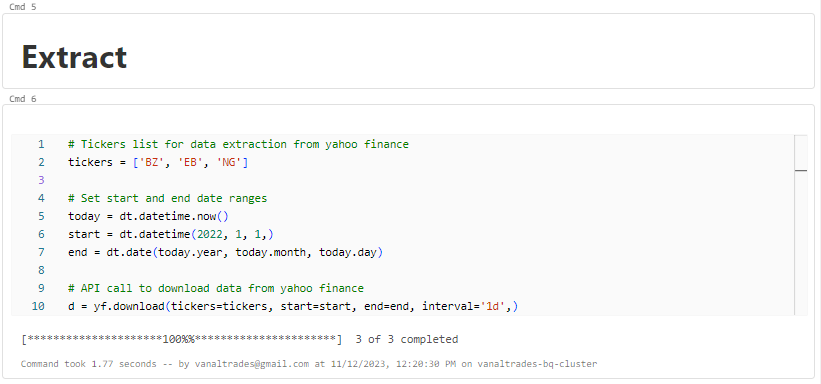 Cmd 5
Extract
Cmd 6
1 # Tickers list for data extraction from yahoo finance
2 tickers = ['BZ', 'EB', 'NG']
3
4 # Set start and end date ranges
5 today = dt.datetime.now()
6 start = dt.datetime(2022, 1, 1,)
7 end = dt.date(today.year, today.month, today.day)
8
9 # API call to download data from yahoo finance
10 d = yf.download(tickers=tickers, start=start, end=end, interval='1d',)
[*********************100%%**********************]  3 of 3 completed
Command took 1.77 seconds -- by vanaltrades@gmail.com at 11/12/2023, 12:20:30 PM on vanaltrades-bq-cluster